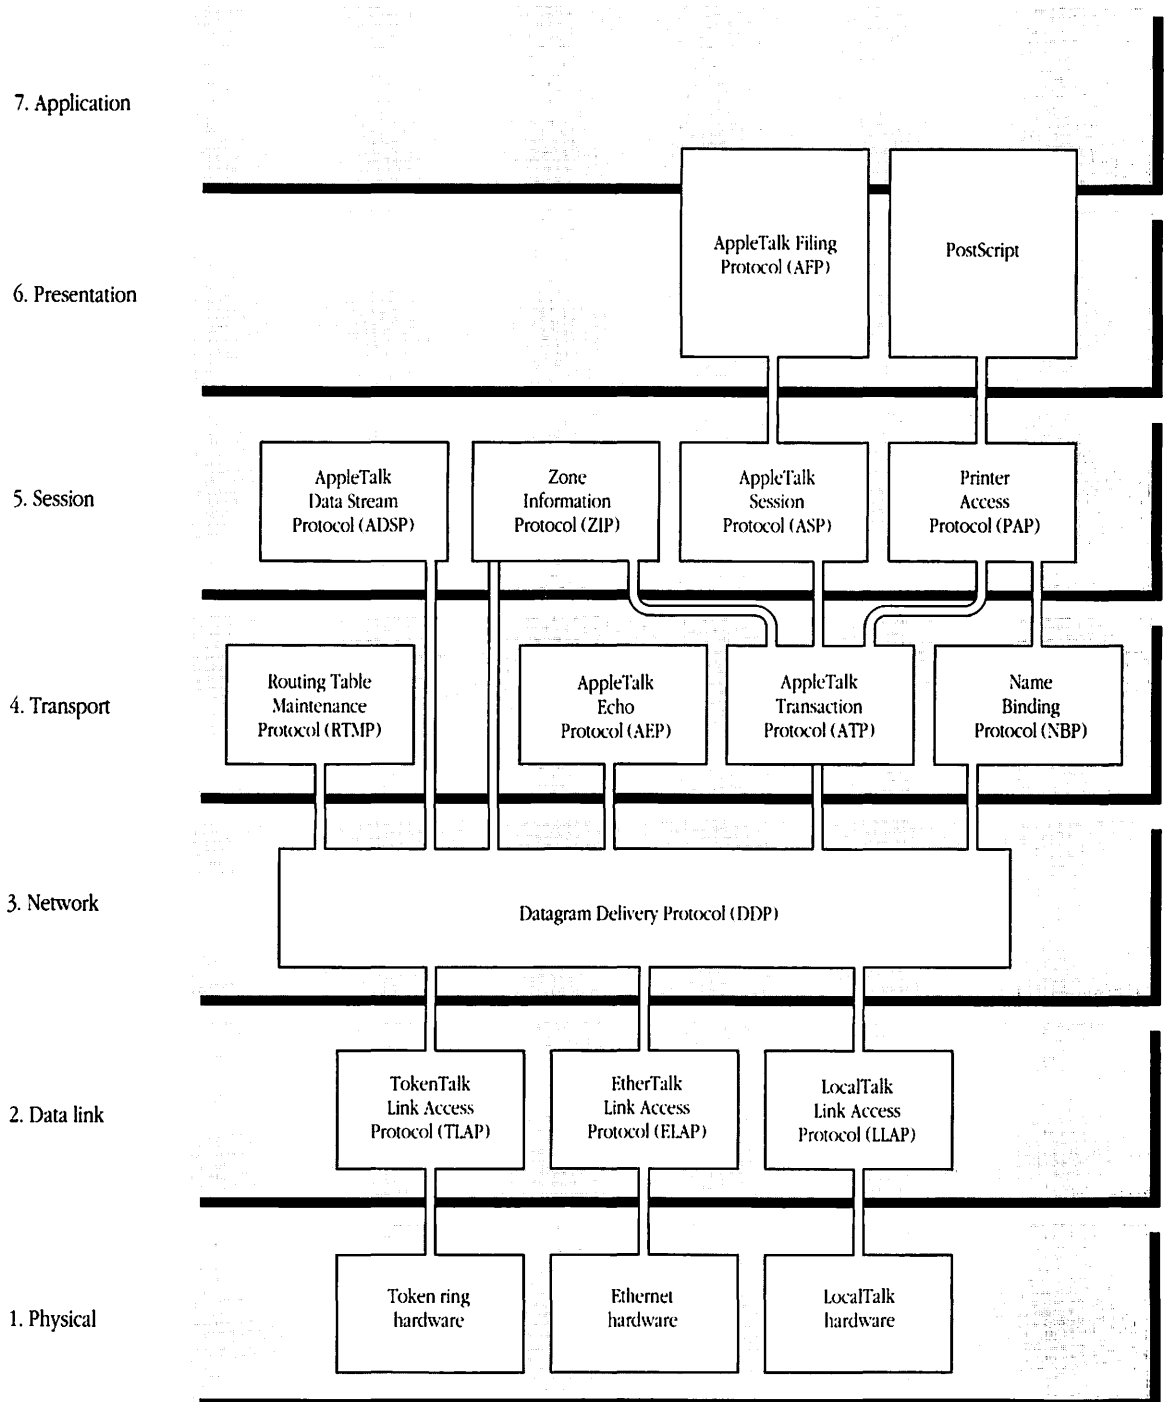 7. Application
AppleTalk Filing
Protocol (AFP)
PostScript
6. Presentation
5. Session
AppleTalk
Data Stream
Protocol (ADSP)
Zone
Information
Protocol (ZIP)
AppleTalk
Session
Protocol (ASP)
Printer
Access
Protocol (PAP)
4. Transport
Routing Table
Maintenance
Protocol (RTMP)
AppleTalk
Echo
Protocol (AEP)
AppleTalk
Transaction
Protocol (ATP)
Name
Binding
Protocol (NBP)
3. Network
Datagram Delivery Protocol (DDP)
2. Data link
TokenTalk
Link Access
Protocol (TLAP)
EtherTalk
Link Access
Protocol (ELAP)
LocalTalk
Link Access
Protocol (LLAP)
1. Physical
Token ring
hardware
Ethernet
hardware
LocalTalk
hardware